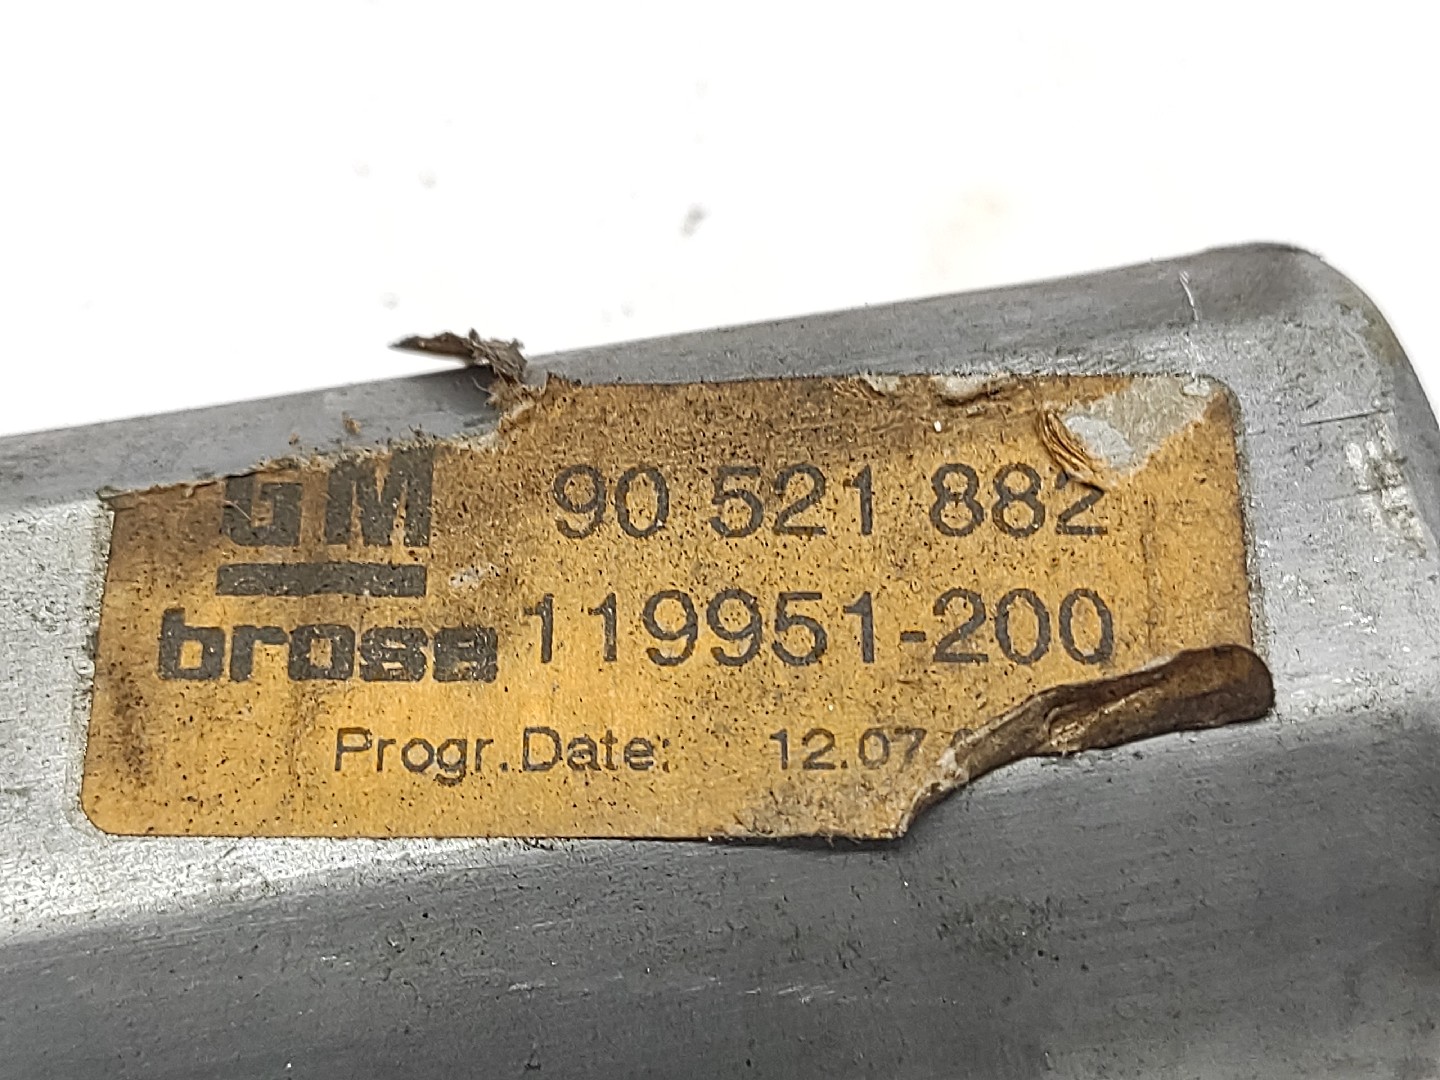 GM 90 521 882
brose 119951-200
Progr.Date: 12.07